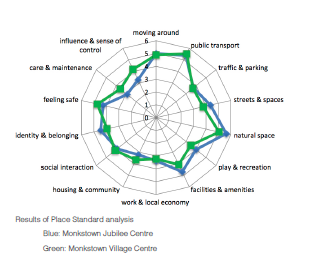 moving around
influence & sense of
control
public transport
care & maintenance
traffic & parking
feeling safe
streets & spaces
identity & belonging
natural space
social interaction
play & recreation
housing & community
facilities & amenities
work & local economy
6
5
4
3
2
1
0
Results of Place Standard analysis
Blue: Monkstown Jubilee Centre
Green: Monkstown Village Centre